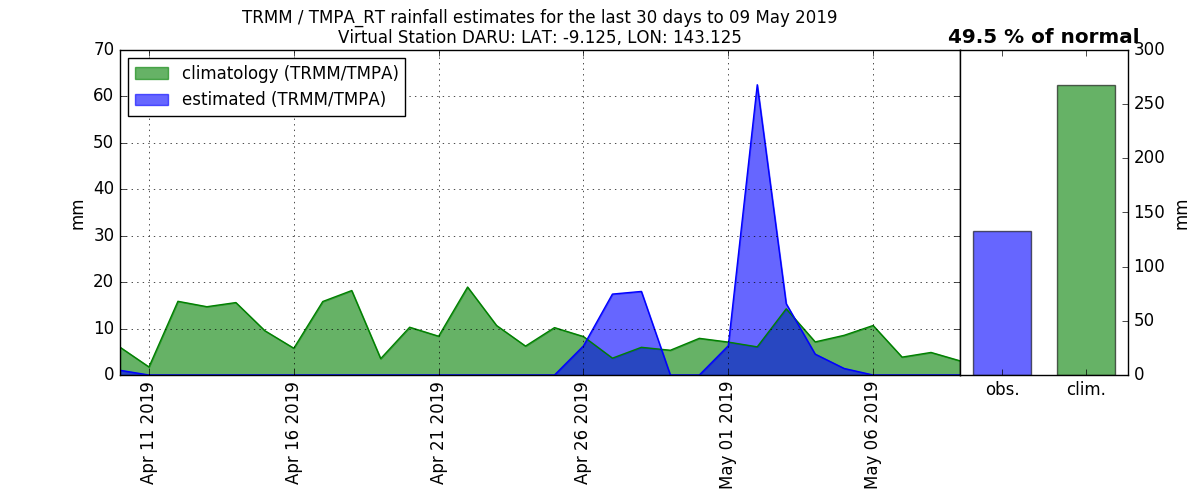 TRMM / TMPA_RT rainfall estimates for the last 30 days to 09 May 2019
Virtual Station DARU: LAT: -9.125, LON: 143.125
49.5 % of normal
climatology (TRMM/TMPA)
estimated (TRMM/TMPA)
70
60
50
40
30
20
10
0
mm
Apr 11 2019
Apr 16 2019
Apr 21 2019
Apr 26 2019
May 01 2019
May 06 2019
obs.
clim.
300
250
200
150
100
50
0
mm